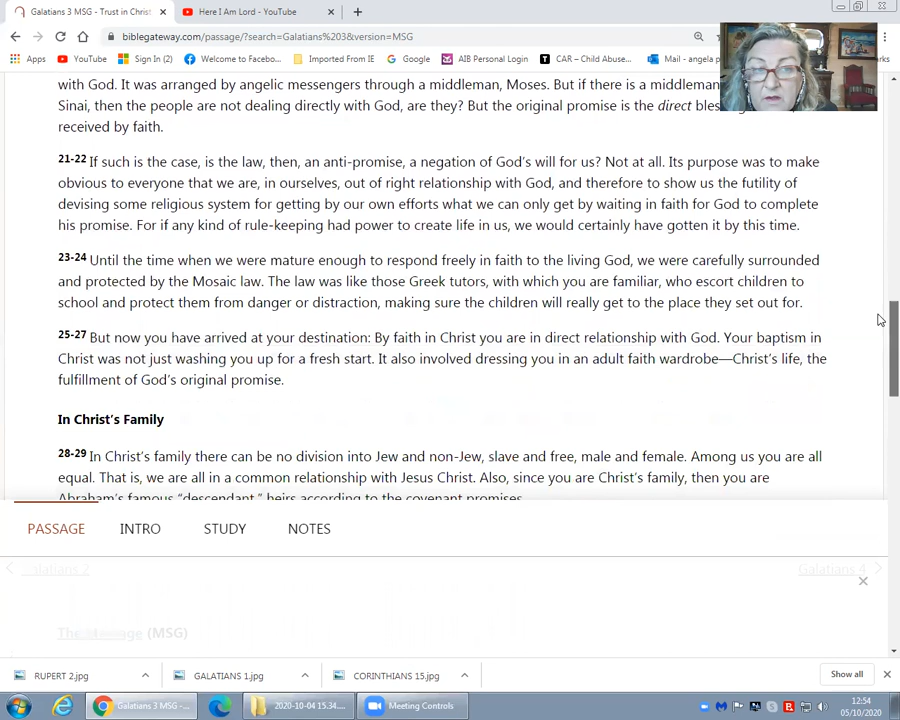 Galatians 3 MSG - Trust in Christ
Here I Am Lord - YouTube
biblegateway.com/passage/?search=Galatians%203&version=MSG
Apps YouTube Sign In (2) Welcome to Facebo... Imported From IE Google AIB Personal Login CAR – Child Abuse... Mail - angela p
with God. It was arranged by angelic messengers through a middleman, Moses. But if there is a middleman
Sinai, then the people are not dealing directly with God, are they? But the original promise is the direct
received by faith.
21-22 If such is the case, is the law, then, an anti-promise, a negation of God's will for us? Not at all. Its purpose was to make
obvious to everyone that we are, in ourselves, out of right relationship with God, and therefore to show us the futility of
devising some religious system for getting by our own efforts what we can only get by waiting in faith for God to complete
his promise. For if any kind of rule-keeping had power to create life in us, we would certainly have gotten it by this time.
23-24 Until the time when we were mature enough to respond freely in faith to the living God, we were carefully surrounded
and protected by the Mosaic law. The law was like those Greek tutors, with which you are familiar, who escort children to
school and protect them from danger or distraction, making sure the children will really get to the place they set out for.
25-27 But now you have arrived at your destination: By faith in Christ you are in direct relationship with God. Your baptism in
Christ was not just washing you up for a fresh start. It also involved dressing you in an adult faith wardrobe—Christ's life, the
fulfillment of God's original promise.
In Christ's Family
28-29 In Christ's family there can be no division into Jew and non-Jew, slave and free, male and female. Among us you are all
equal. That is, we are all in a common relationship with Jesus Christ. Also, since you are Christ's family, then you are
Abraham's famous "descendant," heirs according to the covenant promises.
PASSAGE INTRO STUDY NOTES
Galatians 2 Galatians 4
The Message (MSG)
RUPERT 2.jpg GALATIANS 1.jpg CORINTHIANS 15.jpg Show all
Galatians 3 MSG -... 2020-10-04 15.34.... Meeting Controls
12:54
05/10/2020